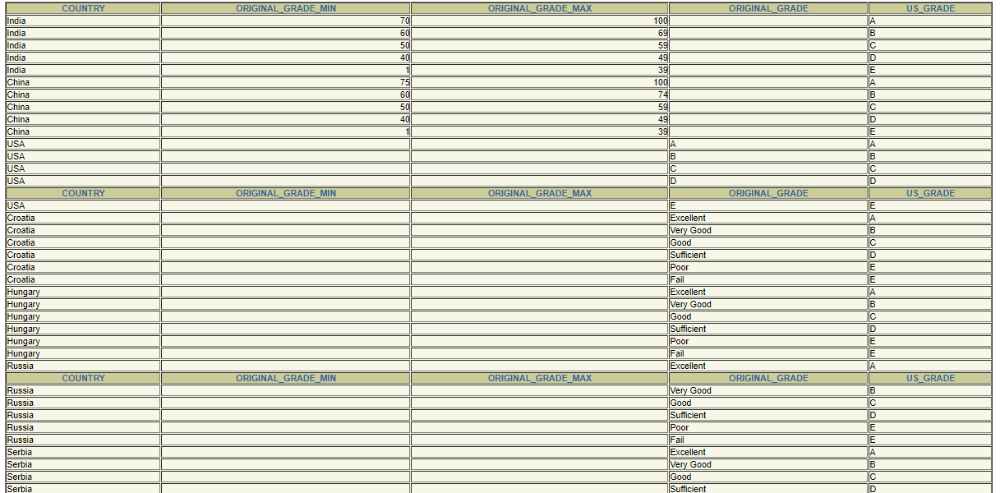 COUNTRY ORIGINAL_GRADE_MIN ORIGINAL_GRADE_MAX ORIGINAL_GRADE US_GRADE
India 70 100 A
India 60 69 B
India 50 59 C
India 40 49 D
India 1 39 E
China 75 100 A
China 60 74 B
China 50 59 C
China 40 49 D
China 1 39 E
USA A A
USA B B
USA C C
USA D D
COUNTRY ORIGINAL_GRADE_MIN ORIGINAL_GRADE_MAX ORIGINAL_GRADE US_GRADE
USA E E
Croatia Excellent A
Croatia Very Good B
Croatia Good C
Croatia Sufficient D
Croatia Poor E
Croatia Fail E
Hungary Excellent A
Hungary Very Good B
Hungary Good C
Hungary Sufficient D
Hungary Poor E
Hungary Fail E
Russia Excellent A
COUNTRY ORIGINAL_GRADE_MIN ORIGINAL_GRADE_MAX ORIGINAL_GRADE US_GRADE
Russia Very Good B
Russia Good C
Russia Sufficient D
Russia Poor E
Russia Fail E
Serbia Excellent A
Serbia Very Good B
Serbia Good C
Serbia Sufficient D